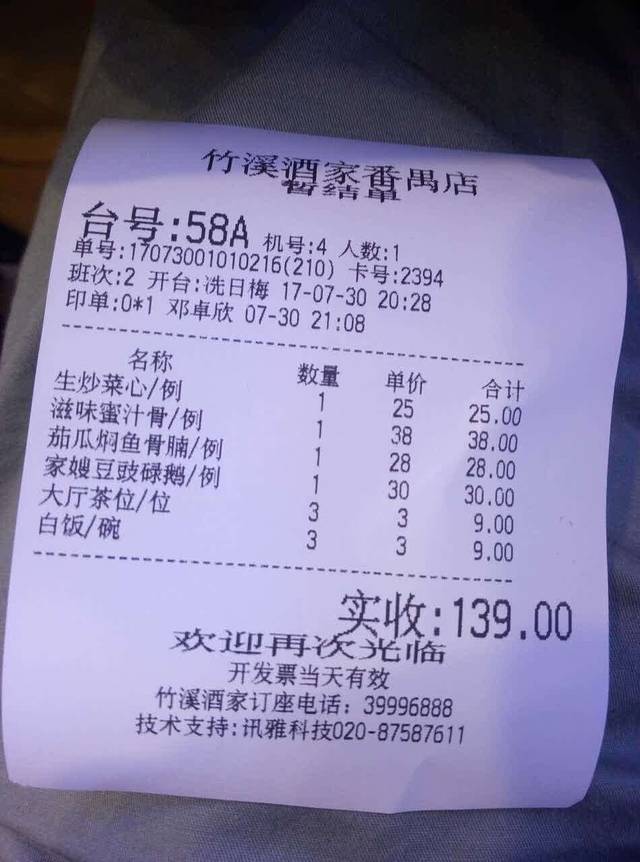 竹溪酒家番禺店
暂结单
台号:58A 机号:4 人数:1
单号:17073001010216(210) 卡号:2394
班次:2 开台:冼日梅 17-07-30 20:28
印单:0*1 邓卓欣 07-30 21:08
名称 数量 单价 合计
生炒菜心/例 1 25 25.00
滋味蜜汁骨/例 1 38 38.00
茄瓜焖鱼骨腩/例 1 28 28.00
家嫂豆豉碌鹅/例 1 30 30.00
大厅茶位/位 3 3 9.00
白饭/碗 3 3 9.00
实收:139.00
欢迎再次光临
开发票当天有效
竹溪酒家订座电话：39996888
技术支持:讯雅科技020-87587611